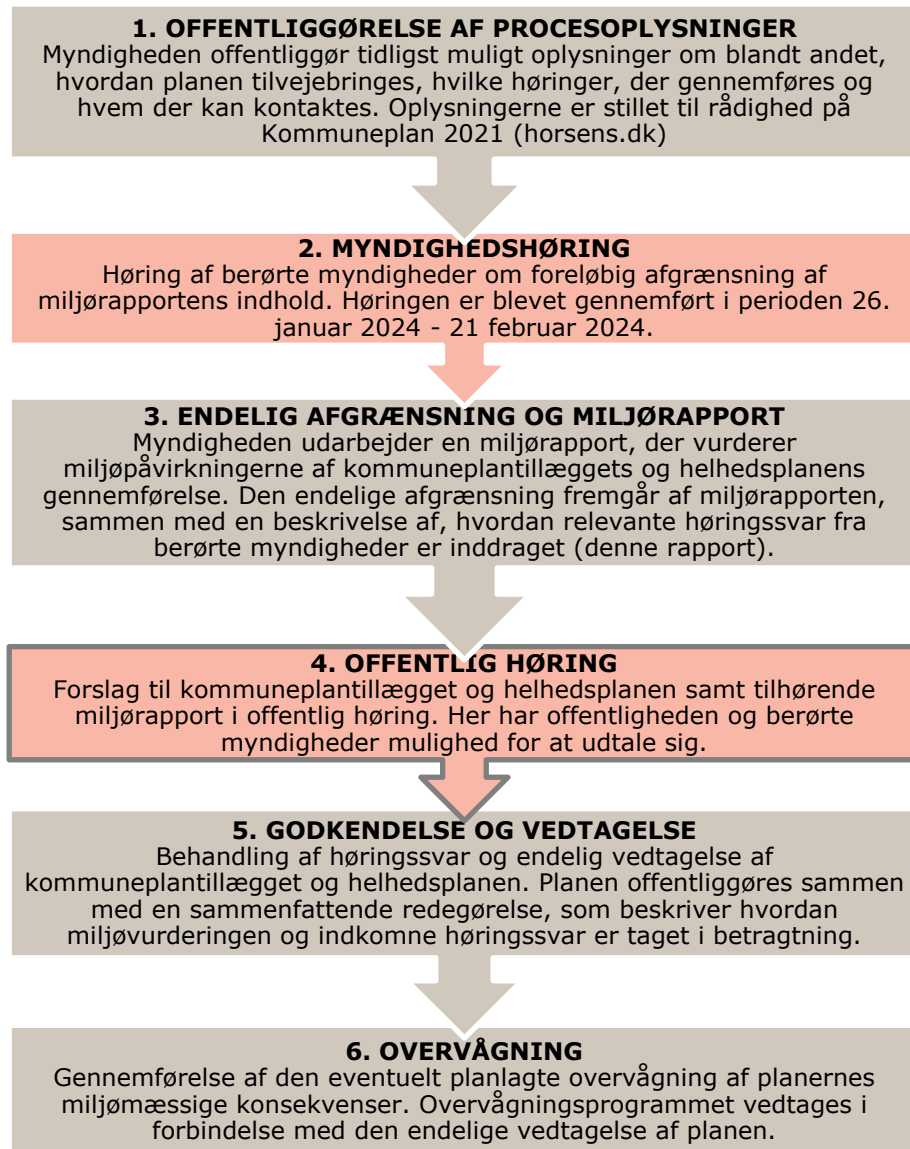 1. OFFENTLIGGØRELSE AF PROCESOPLYSNINGER
Myndigheden offentliggør tidligst muligt oplysninger om blandt andet,
hvordan planen tilvejebringes, hvilke høringer, der gennemføres og
hvem der kan kontaktes. Oplysningerne er stillet til rådighed på
Kommuneplan 2021 (horsens.dk)
2. MYNDIGHEDSHØRING
Høring af berørte myndigheder om foreløbig afgrænsning af
miljørapportens indhold. Høringen er blevet gennemført i perioden 26.
januar 2024 - 21 februar 2024.
3. ENDELIG AFGRÆNSNING OG MILJØRAPPORT
Myndigheden udarbejder en miljørapport, der vurderer
miljøpåvirkningerne af kommuneplantillæggets og helhedsplanens
gennemførelse. Den endelige afgrænsning fremgår af miljørapporten,
sammen med en beskrivelse af, hvordan relevante høringssvar fra
berørte myndigheder er inddraget (denne rapport).
4. OFFENTLIG HØRING
Forslag til kommuneplantillægget og helhedsplanen samt tilhørende
miljørapport i offentlig høring. Her har offentligheden og berørte
myndigheder mulighed for at udtale sig.
5. GODKENDELSE OG VEDTAGELSE
Behandling af høringssvar og endelig vedtagelse af
kommuneplantillægget og helhedsplanen. Planen offentliggøres sammen
med en sammenfattende redegørelse, som beskriver hvordan
miljøvurderingen og indkomne høringssvar er taget i betragtning.
6. OVERVÅGNING
Gennemførelse af den eventuelt planlagte overvågning af planernes
miljømæssige konsekvenser. Overvågningsprogrammet vedtages i
forbindelse med den endelige vedtagelse af planen.